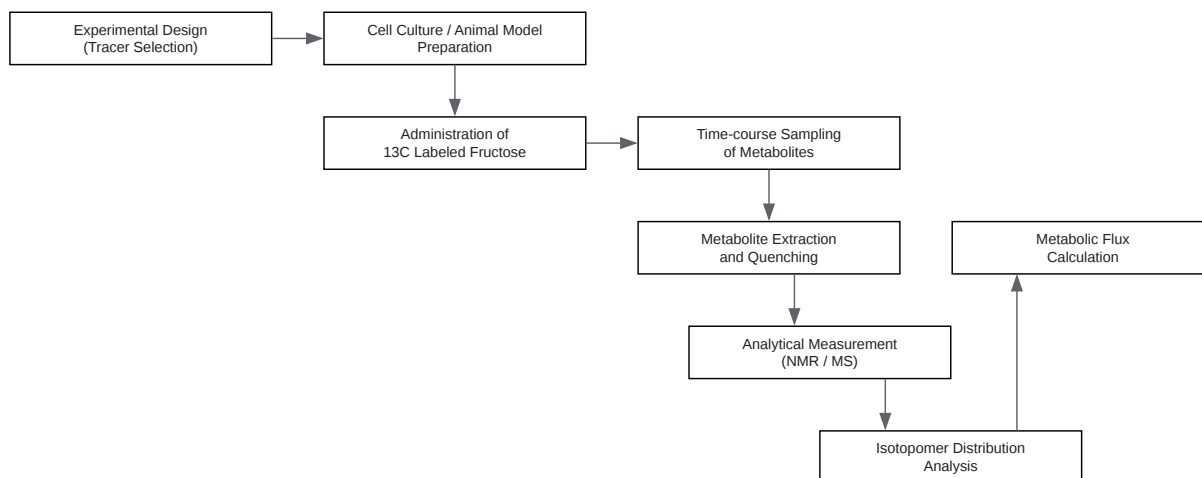 Experimental Design
(Tracer Selection)
Cell Culture / Animal Model
Preparation
Administration of
13C Labeled Fructose
Time-course Sampling
of Metabolites
Metabolite Extraction
and Quenching
Metabolic Flux
Calculation
Analytical Measurement
(NMR / MS)
Isotopomer Distribution
Analysis